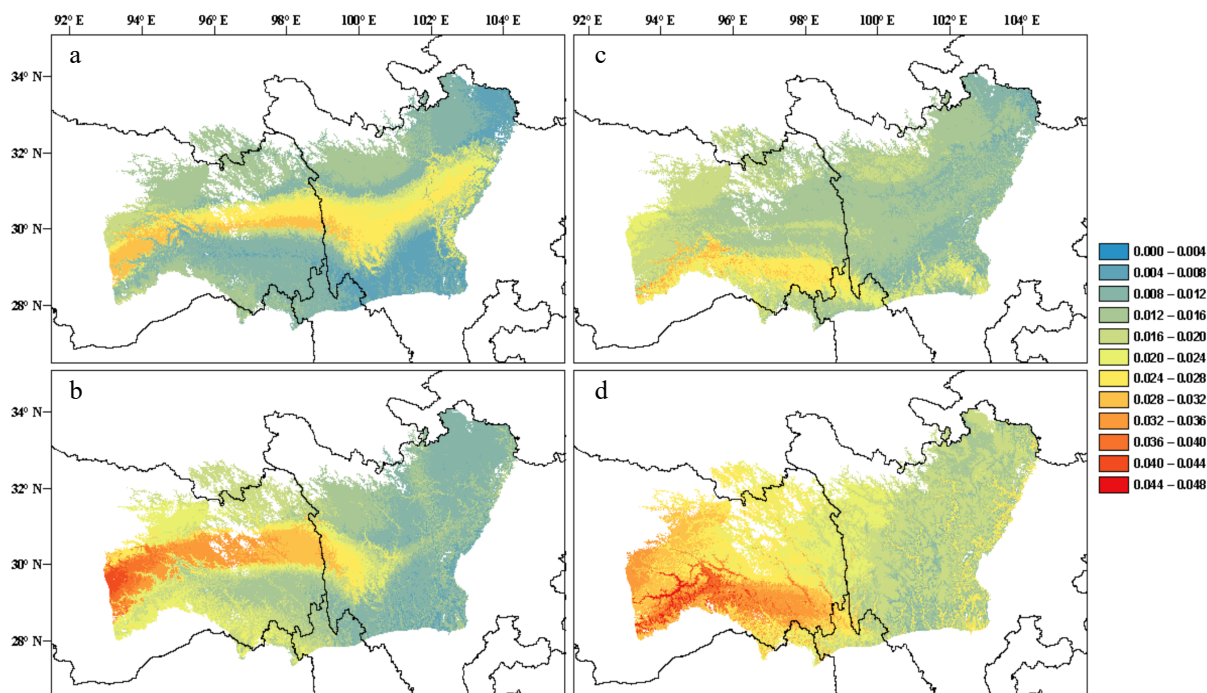 92° E 94° E 96° E 98° E 100° E 102° E 104° E
92° E 94° E 96° E 98° E 100° E 102° E 104° E
a
c
34° N
32° N
30° N
28° N
b
d
34° N
32° N
30° N
28° N
0.000 – 0.004
0.004 – 0.008
0.008 – 0.012
0.012 – 0.016
0.016 – 0.020
0.020 – 0.024
0.024 – 0.028
0.028 – 0.032
0.032 – 0.036
0.036 – 0.040
0.040 – 0.044
0.044 – 0.048